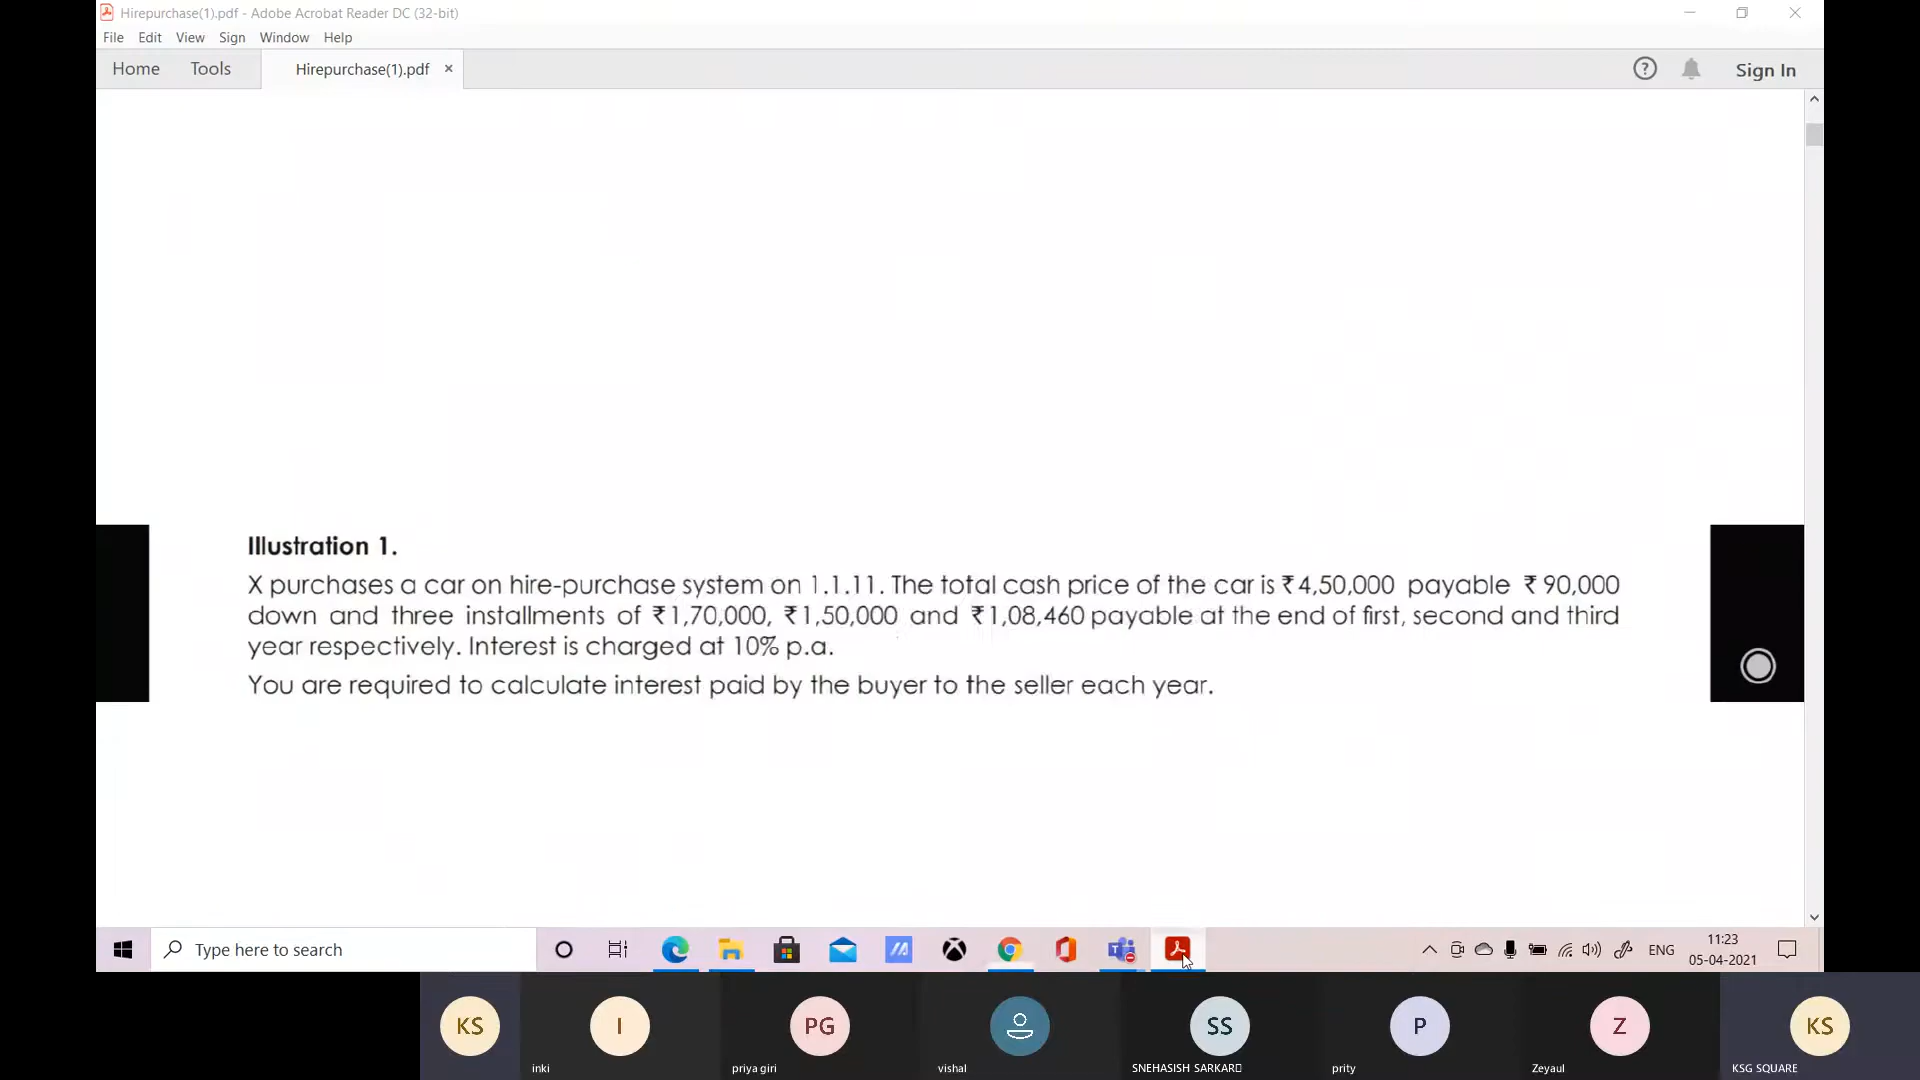 Hirepurchase(1).pdf - Adobe Acrobat Reader DC (32-bit)
File Edit View Sign Window Help
Home Tools Hirepurchase(1).pdf × Sign In
Illustration 1.
X purchases a car on hire-purchase system on 1.1.11. The total cash price of the car is ₹4,50,000 payable ₹90,000
down and three installments of ₹1,70,000, ₹1,50,000 and ₹1,08,460 payable at the end of first, second and third
year respectively. Interest is charged at 10% p.a.
You are required to calculate interest paid by the buyer to the seller each year.
Type here to search
ENG
11:23
05-04-2021
KS I PG SS P Z KS
inki priya giri vishal SNEHASISH SARKAR prity Zeyaul KSG SQUARE